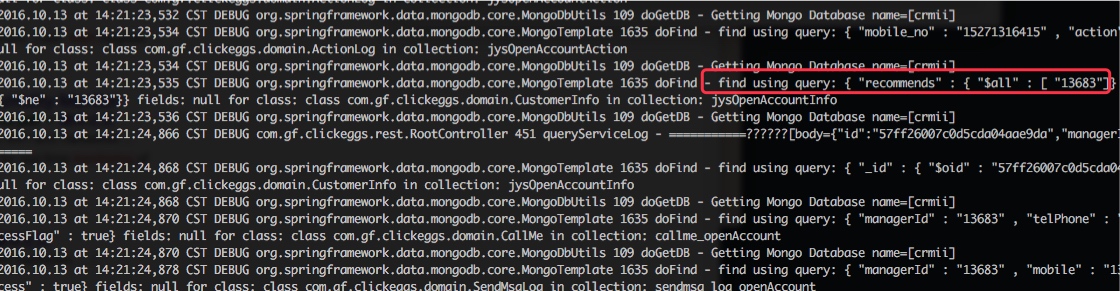 2016.10.13 at 14:21:23,532 CST DEBUG org.springframework.data.mongodb.core.MongoDbUtils 109 doGetDB - Getting Mongo Database name=[crmii]
2016.10.13 at 14:21:23,534 CST DEBUG org.springframework.data.mongodb.core.MongoTemplate 1635 doFind - find using query: { "mobile_no" : "15271316415" , "action"
ull for class: class com.gf.clickeggs.domain.ActionLog in collection: jysOpenAccountAction
2016.10.13 at 14:21:23,534 CST DEBUG org.springframework.data.mongodb.core.MongoDbUtils 109 doGetDB - Getting Mongo Database name=[crmii]
2016.10.13 at 14:21:23,535 CST DEBUG org.springframework.data.mongodb.core.MongoTemplate 1635 doFind - find using query: { "recommends" : { "$all" : [ "13683"]}
{ "$ne" : "13683"}} fields: null for class: class com.gf.clickeggs.domain.CustomerInfo in collection: jysOpenAccountInfo
2016.10.13 at 14:21:23,536 CST DEBUG org.springframework.data.mongodb.core.MongoDbUtils 109 doGetDB - Getting Mongo Database name=[crmii]
2016.10.13 at 14:21:24,866 CST DEBUG com.gf.clickeggs.rest.RootController 451 queryServiceLog - ============??????[body={"id":"57ff26007c0d5cda04aae9da","managerI
=====
2016.10.13 at 14:21:24,868 CST DEBUG org.springframework.data.mongodb.core.MongoTemplate 1635 doFind - find using query: { "_id" : { "$oid" : "57ff26007c0d5cda04
ull for class: class com.gf.clickeggs.domain.CustomerInfo in collection: jysOpenAccountInfo
2016.10.13 at 14:21:24,868 CST DEBUG org.springframework.data.mongodb.core.MongoDbUtils 109 doGetDB - Getting Mongo Database name=[crmii]
2016.10.13 at 14:21:24,870 CST DEBUG org.springframework.data.mongodb.core.MongoTemplate 1635 doFind - find using query: { "managerId" : "13683" , "telPhone" :
cessFlag" : true} fields: null for class: class com.gf.clickeggs.domain.CallMe in collection: callme_openAccount
2016.10.13 at 14:21:24,870 CST DEBUG org.springframework.data.mongodb.core.MongoDbUtils 109 doGetDB - Getting Mongo Database name=[crmii]
2016.10.13 at 14:21:24,878 CST DEBUG org.springframework.data.mongodb.core.MongoTemplate 1635 doFind - find using query: { "managerId" : "13683" , "mobile" : "1
cess" : true} fields: null for class: class com.gf.clickeggs.domain.SendMsgLog in collection: sendmsg_log_openAccount